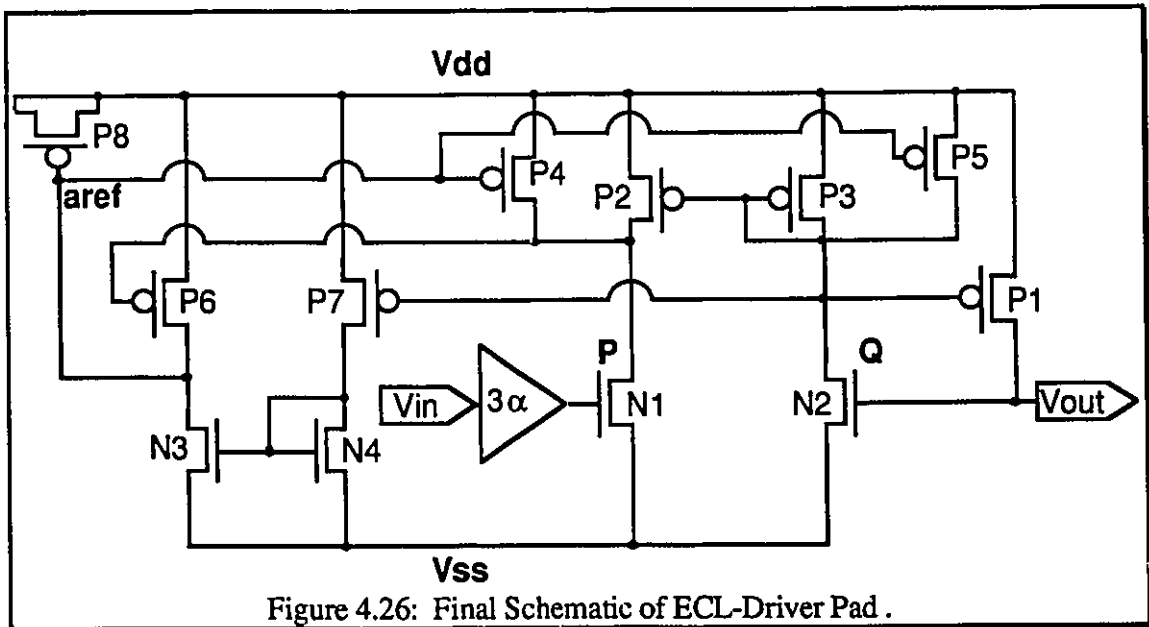 Vdd
P8
aref
P4
P2
P3
P5
P6
P7
P1
P
Q
Vin
3α
N1
N2
Vout
N3
N4
Vss
Figure 4.26: Final Schematic of ECL-Driver Pad .